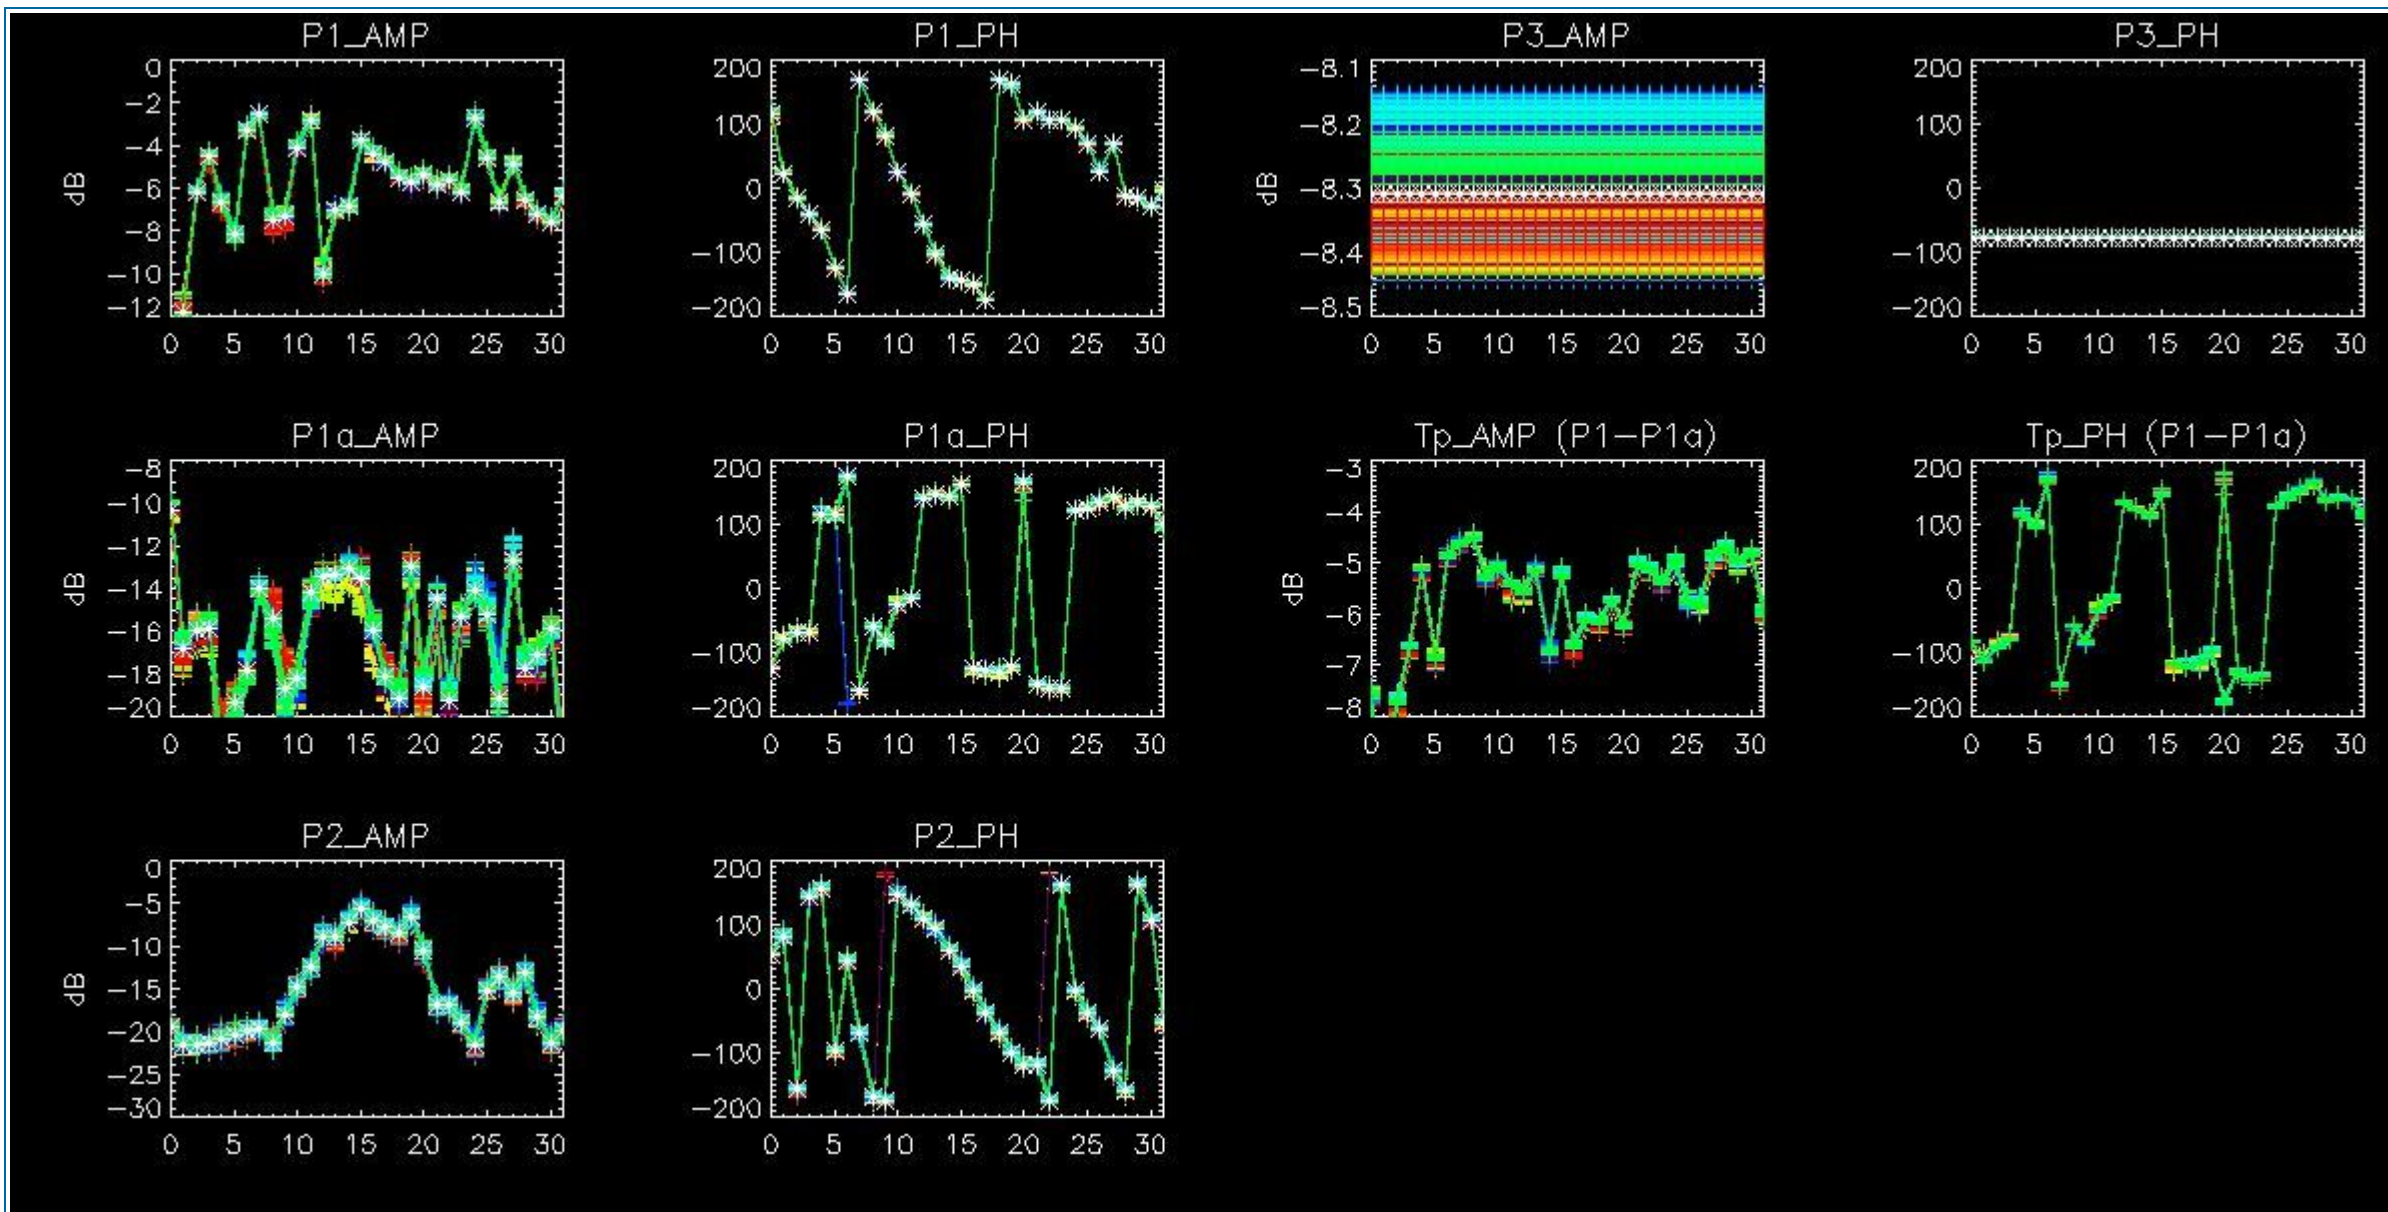 P1_AMP
0
−2
−4
−6
−8
−10
−12
dB
0 5 10 15 20 25 30
P1_PH
200
100
0
−100
−200
0 5 10 15 20 25 30
P3_AMP
−8.1
−8.2
−8.3
−8.4
−8.5
dB
0 5 10 15 20 25 30
P3_PH
200
100
0
−100
−200
0 5 10 15 20 25 30
P1a_AMP
−8
−10
−12
−14
−16
−18
−20
dB
0 5 10 15 20 25 30
P1a_PH
200
100
0
−100
−200
0 5 10 15 20 25 30
Tp_AMP (P1−P1a)
−3
−4
−5
−6
−7
−8
dB
0 5 10 15 20 25 30
Tp_PH (P1−P1a)
200
100
0
−100
−200
0 5 10 15 20 25 30
P2_AMP
0
−5
−10
−15
−20
−25
−30
dB
0 5 10 15 20 25 30
P2_PH
200
100
0
−100
−200
0 5 10 15 20 25 30